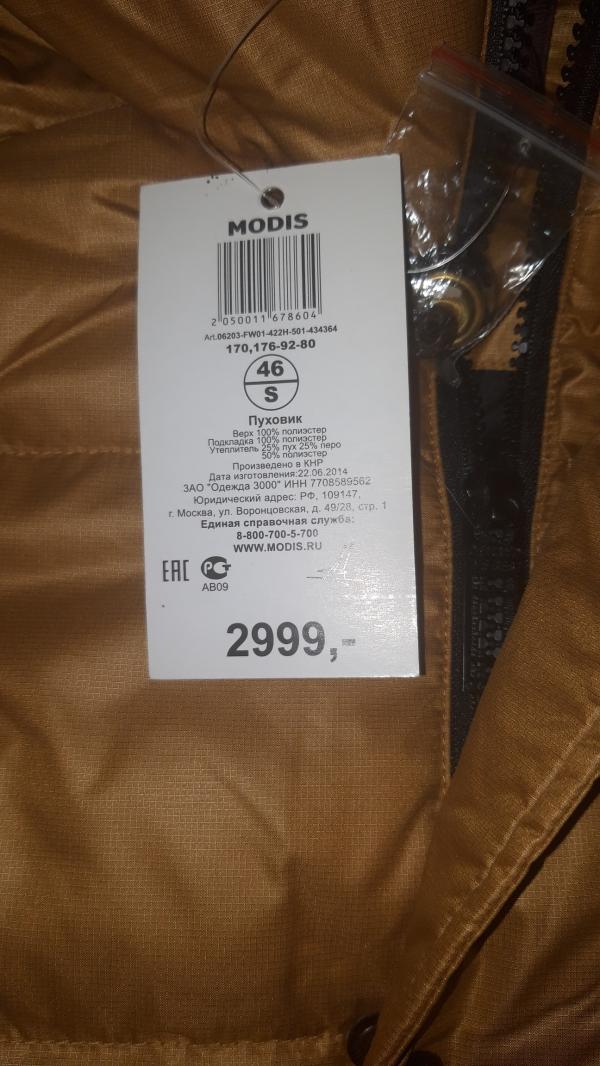 MODIS
2 050011 678604
Art.06203-FW01-422H-501-434364
170,176-92-80
46
S
Пуховик
Верх 100% полиэстер
Подкладка 100% полиэстер
Утеплитель 25% пух 25% перо
50% полиэстер
Произведено в КНР
Дата изготовления:22.06.2014
ЗАО "Одежда 3000" ИНН 7708589562
Юридический адрес: РФ, 109147,
г. Москва, ул. Воронцовская, д. 49/28, стр. 1
Единая справочная служба:
8-800-700-5-700
WWW.MODIS.RU
ЕАС РСТ
АВ09
2999,-